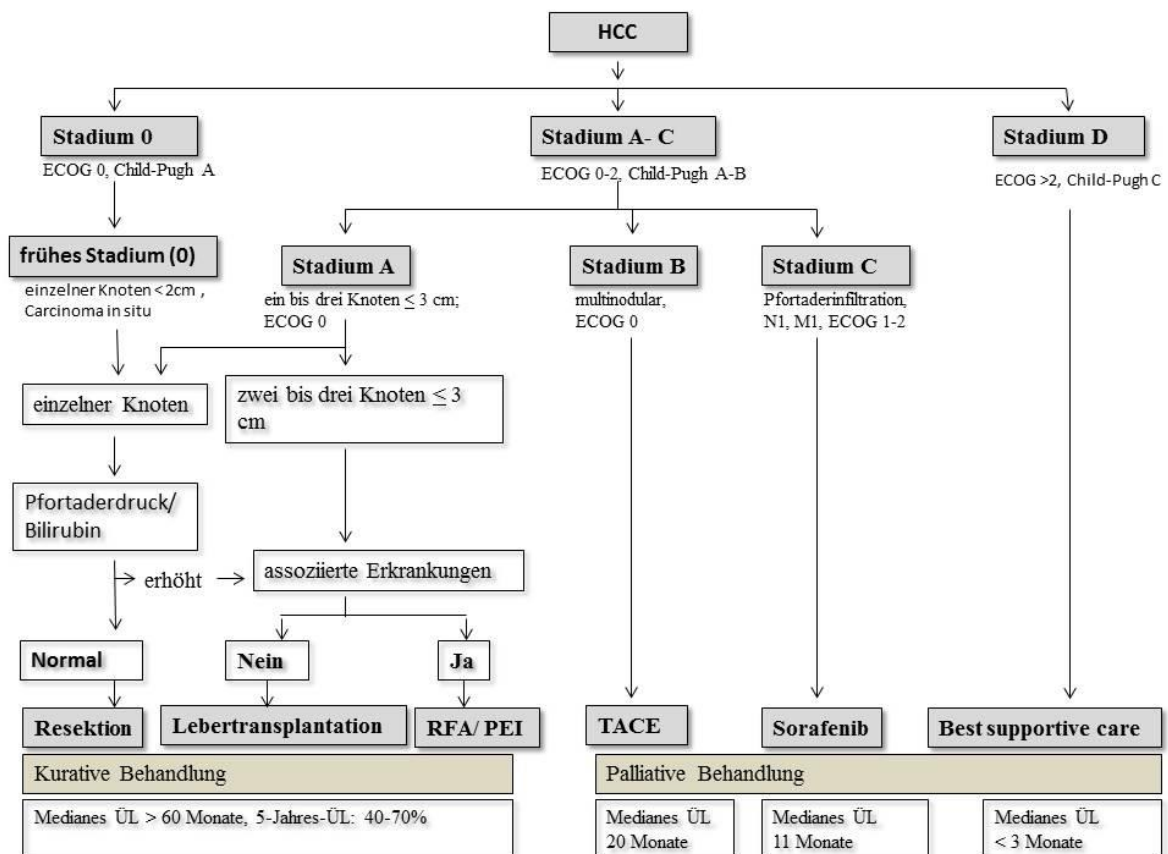 HCC
Stadium 0
ECOG 0, Child-Pugh A
Stadium A- C
ECOG 0-2, Child-Pugh A-B
Stadium D
ECOG >2, Child-Pugh C
frühes Stadium (0)
einzelner Knoten < 2cm ,
Carcinoma in situ
Stadium A
ein bis drei Knoten ≤ 3 cm;
ECOG 0
Stadium B
multinodular,
ECOG 0
Stadium C
Pfortaderinfiltration,
N1, M1, ECOG 1-2
einzelner Knoten
zwei bis drei Knoten ≤ 3
cm
Pfortaderdruck/
Bilirubin
erhöht
assoziierte Erkrankungen
Normal
Nein
Ja
Resektion
Lebertransplantation
RFA/ PEI
TACE
Sorafenib
Best supportive care
Kurative Behandlung
Palliative Behandlung
Medianes ÜL > 60 Monate, 5-Jahres-ÜL: 40-70%
Medianes ÜL
20 Monate
Medianes ÜL
11 Monate
Medianes ÜL
< 3 Monate